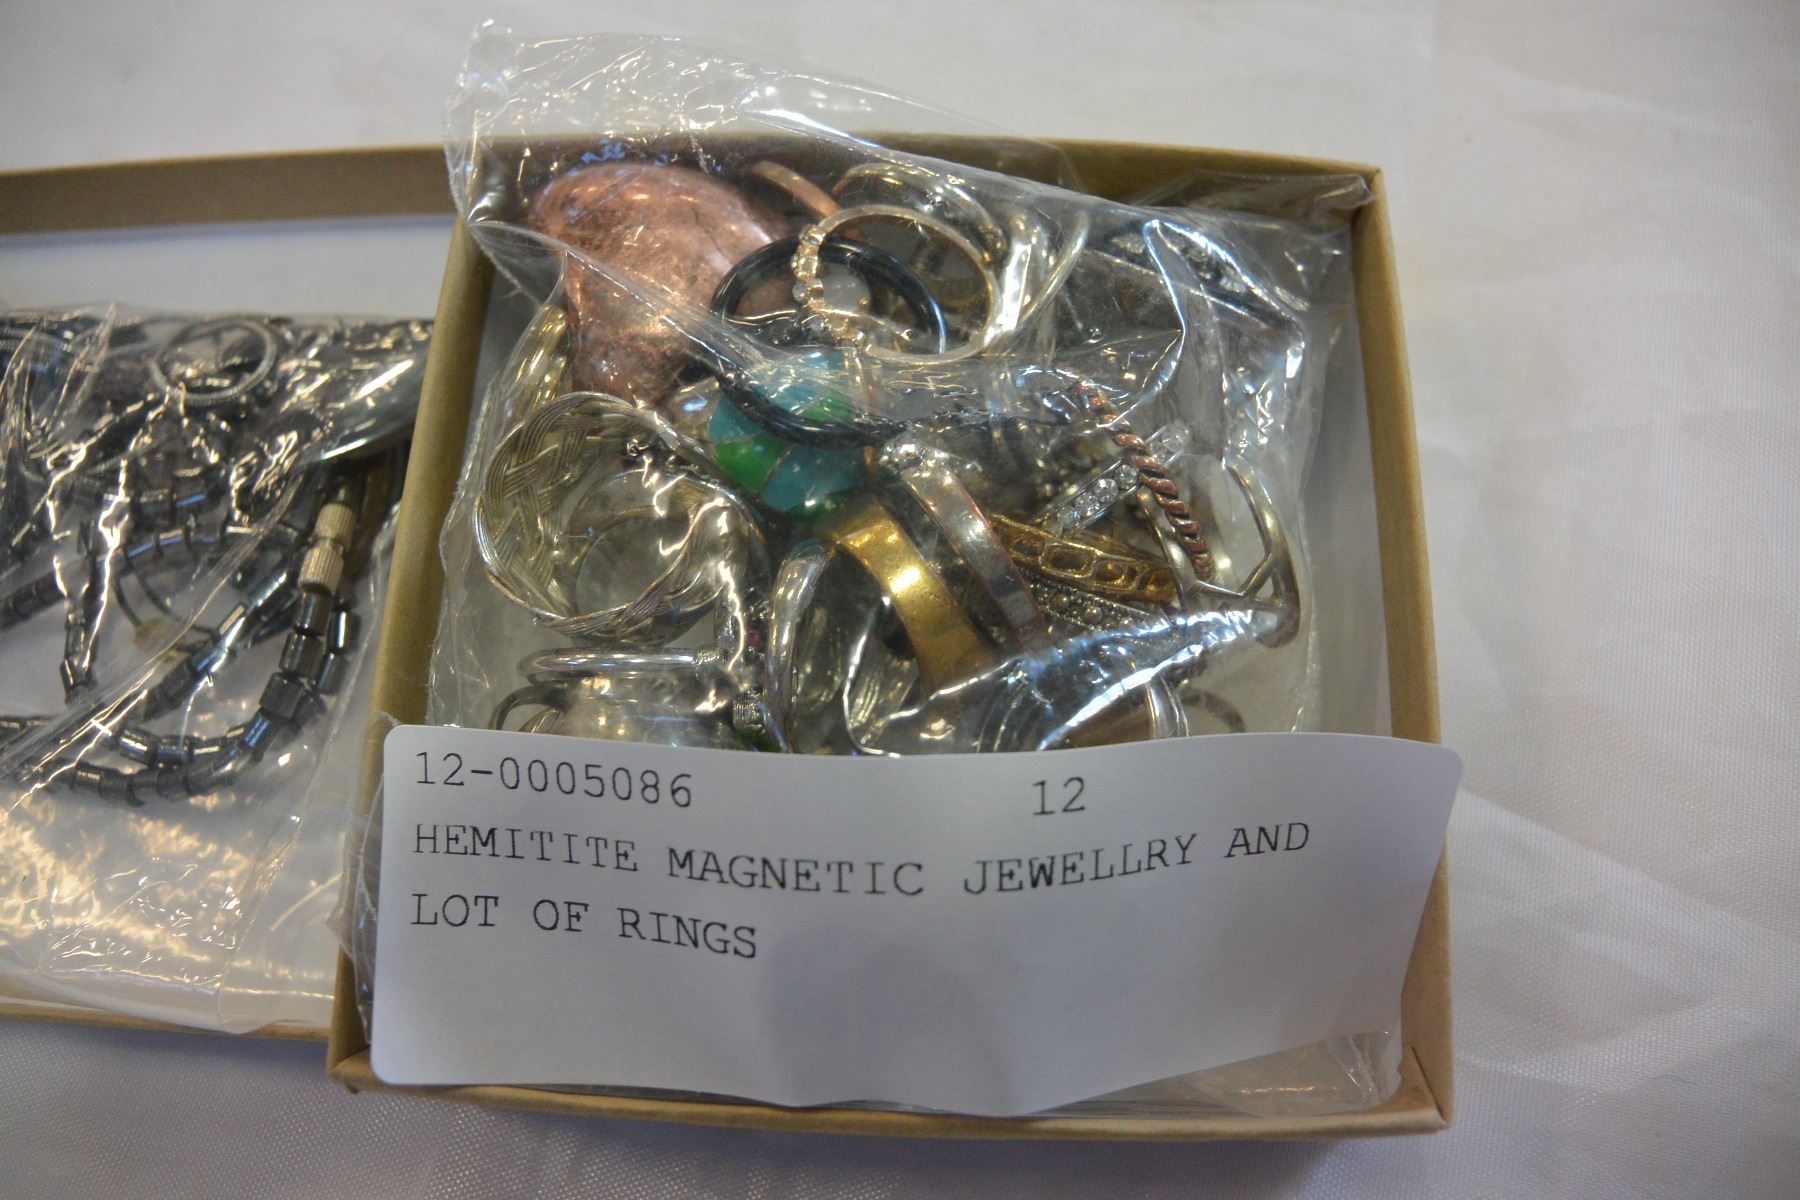 12-0005086 12
HEMITITE MAGNETIC JEWELLRY AND
LOT OF RINGS